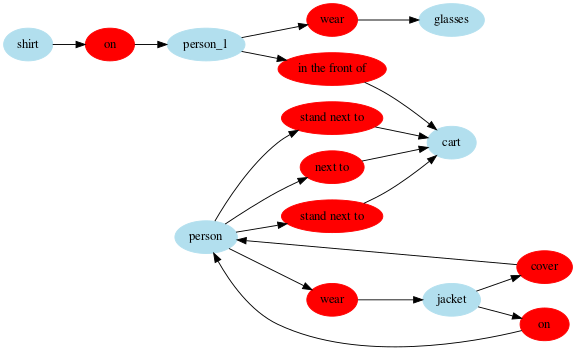 shirt
on
person_1
wear
glasses
in the front of
stand next to
cart
next to
stand next to
person
cover
wear
jacket
on